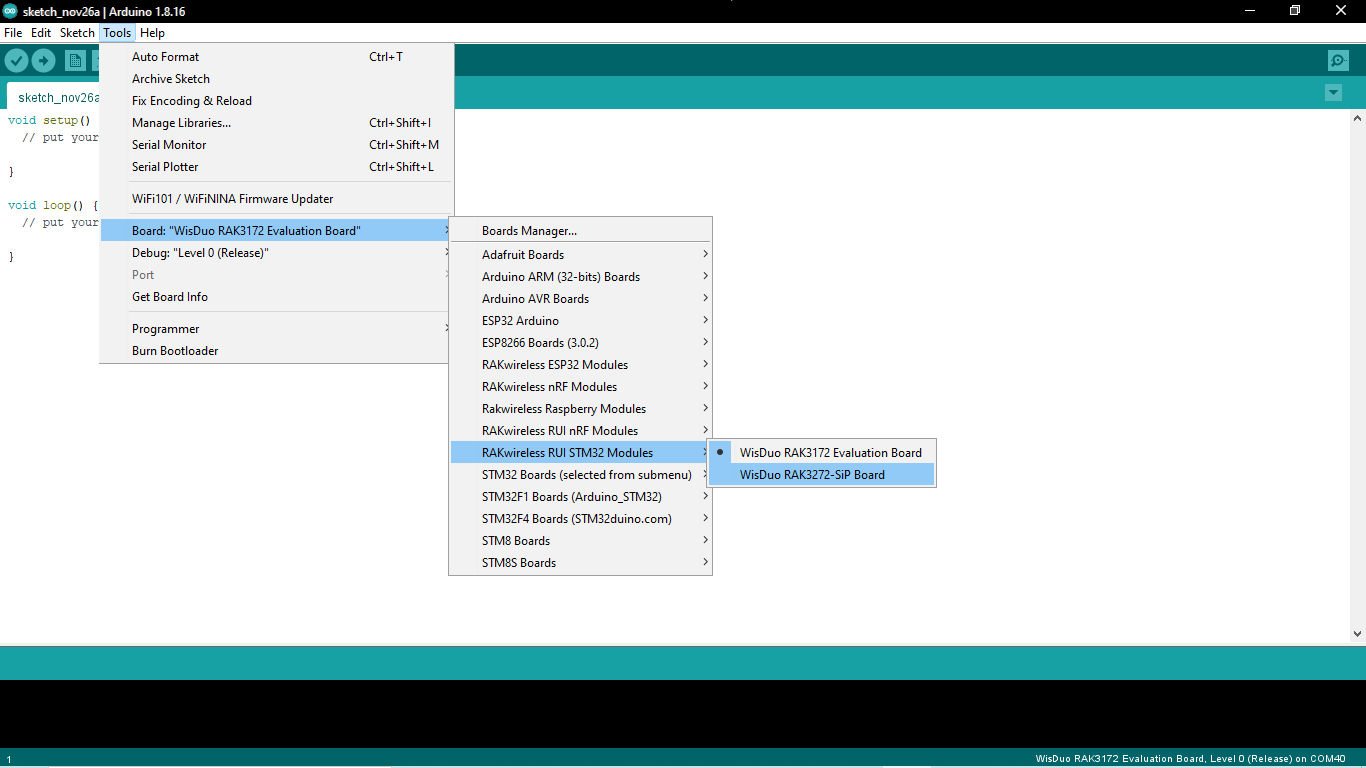 sketch_nov26a | Arduino 1.8.16
File Edit Sketch Tools Help
sketch_nov26a
void setup()
// put your
}
void loop() {
// put your
}
Auto Format Ctrl+T
Archive Sketch
Fix Encoding & Reload
Manage Libraries... Ctrl+Shift+I
Serial Monitor Ctrl+Shift+M
Serial Plotter Ctrl+Shift+L
WiFi101 / WiFiNINA Firmware Updater
Board: "WisDuo RAK3172 Evaluation Board"
Debug: "Level 0 (Release)"
Port
Get Board Info
Programmer
Burn Bootloader
Boards Manager...
Adafruit Boards
Arduino ARM (32-bits) Boards
Arduino AVR Boards
ESP32 Arduino
ESP8266 Boards (3.0.2)
RAKwireless ESP32 Modules
RAKwireless nRF Modules
Rakwireless Raspberry Modules
RAKwireless RUI nRF Modules
RAKwireless RUI STM32 Modules
STM32 Boards (selected from submenu)
STM32F1 Boards (Arduino_STM32)
STM32F4 Boards (STM32duino.com)
STM8 Boards
STM8S Boards
WisDuo RAK3172 Evaluation Board
WisDuo RAK3272-SiP Board
1
WisDuo RAK3172 Evaluation Board, Level 0 (Release) on COM40